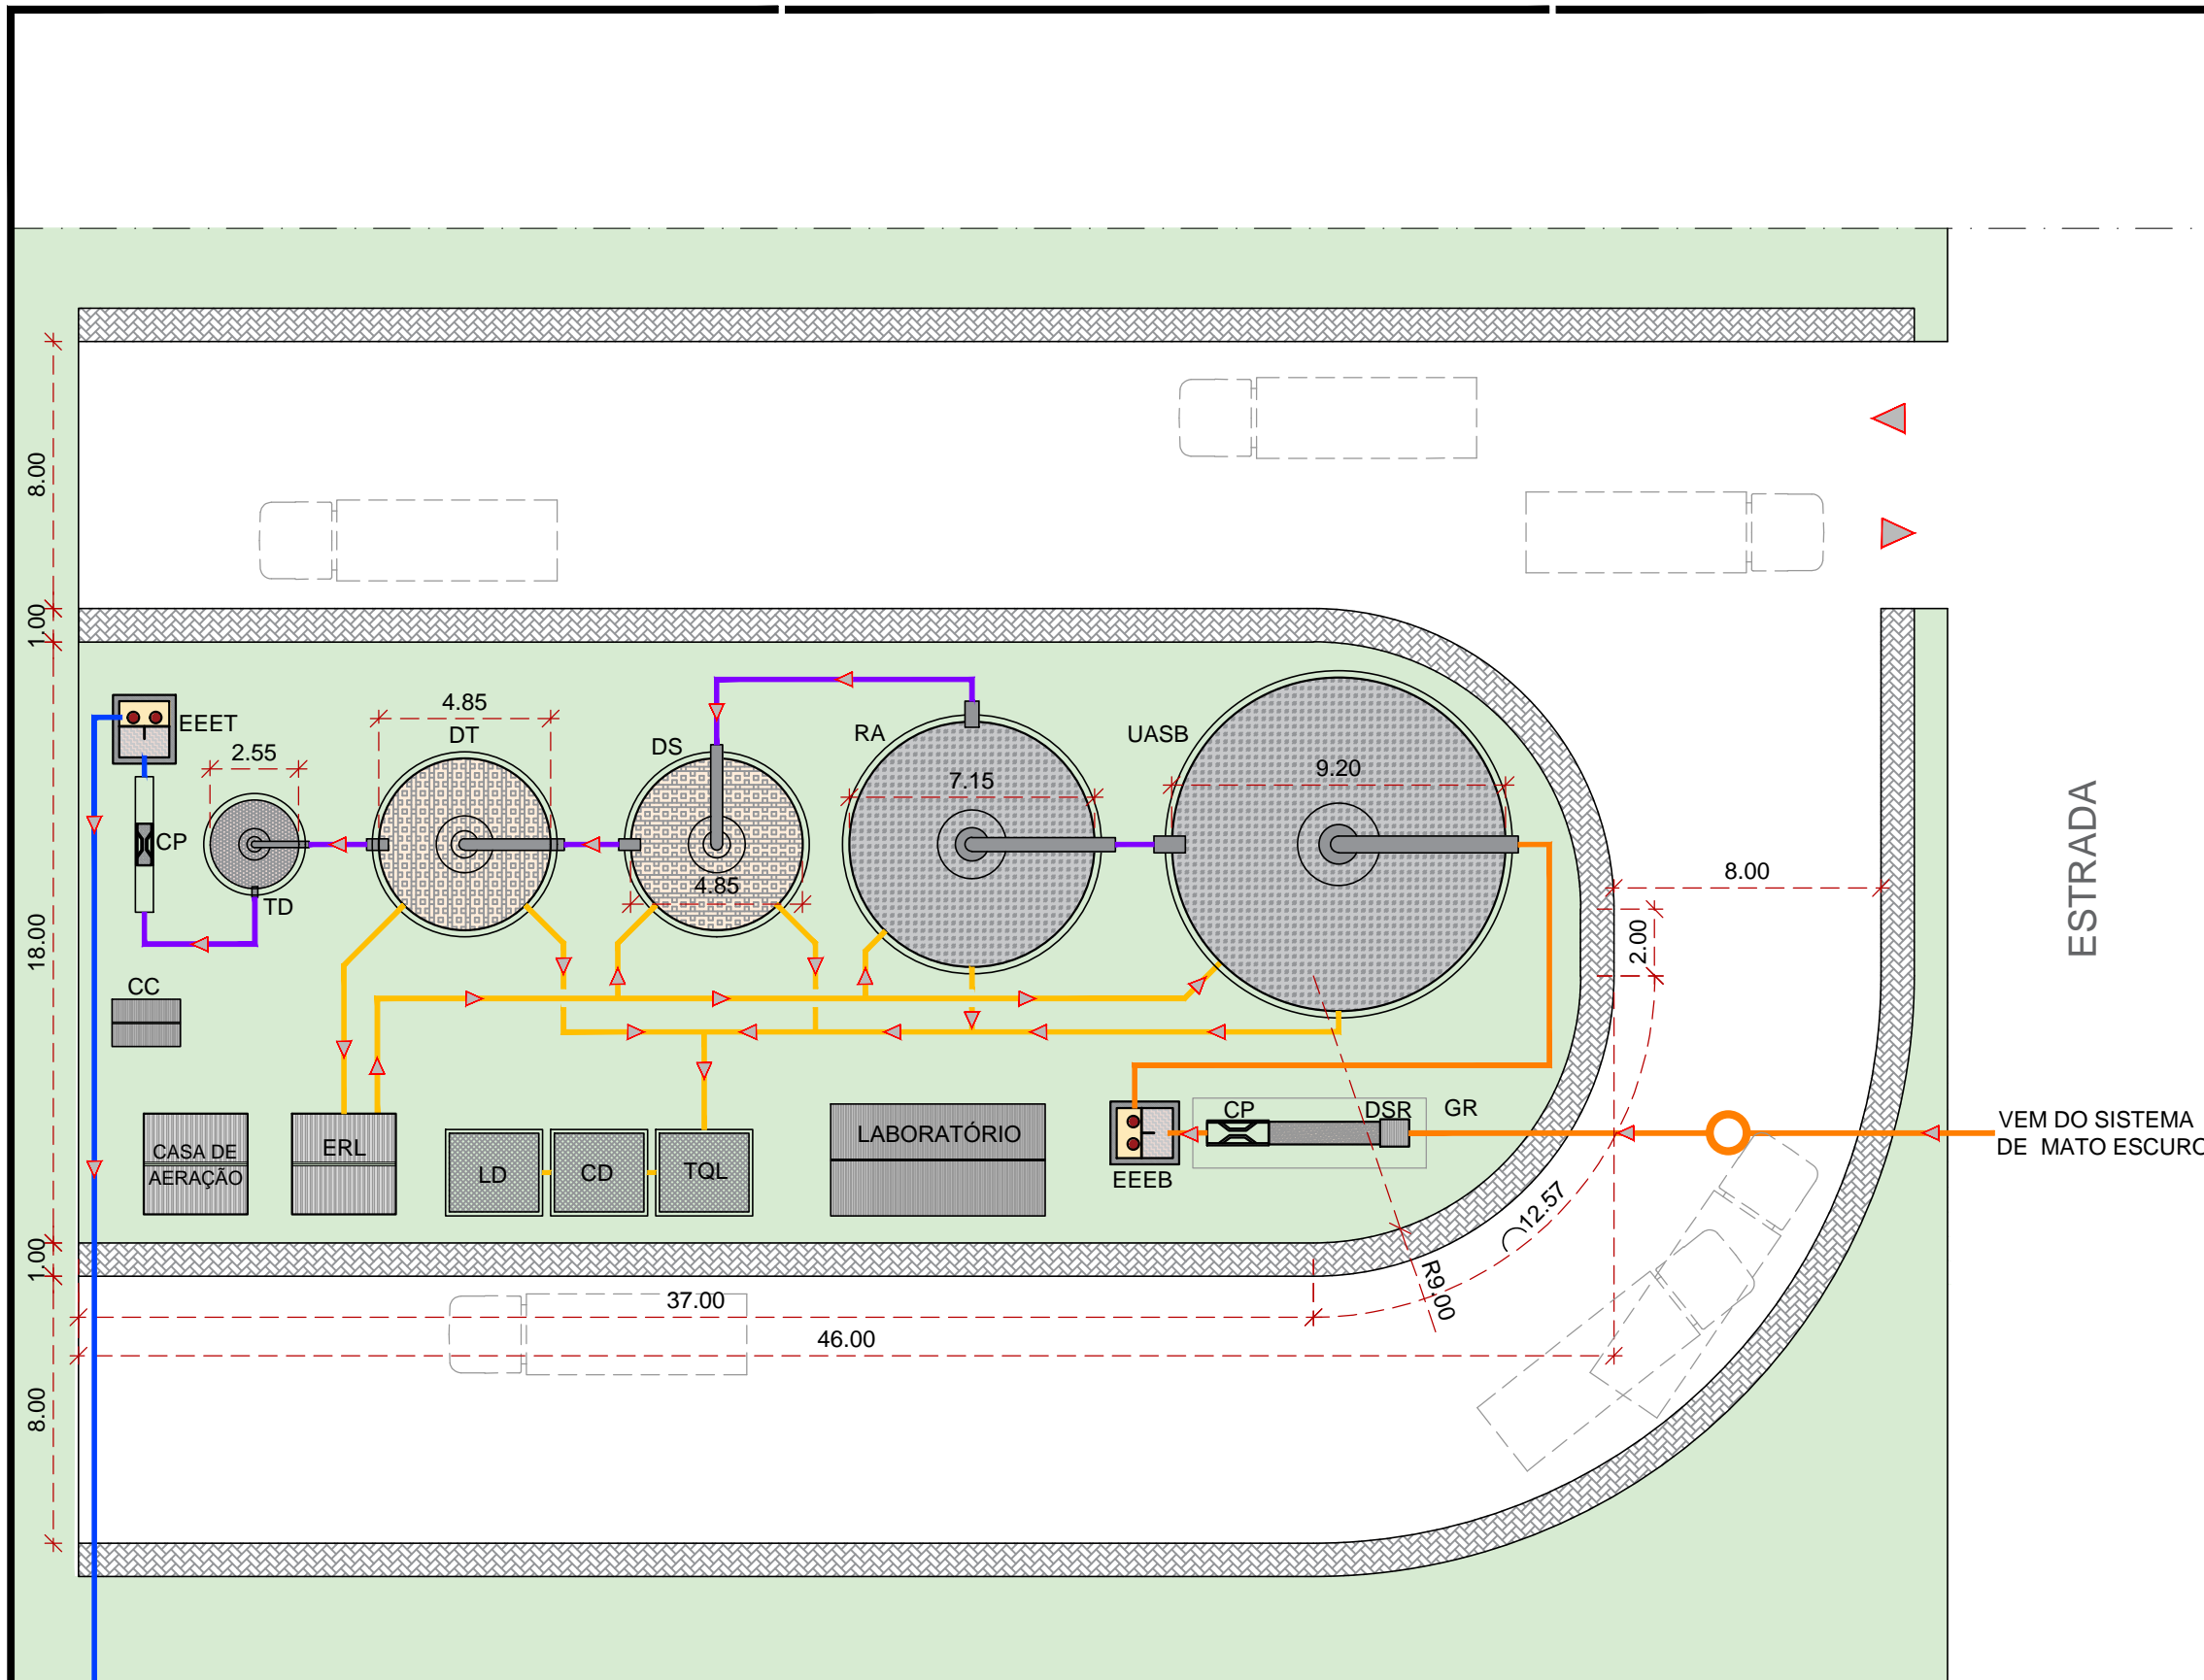 8.00
1.00
EEET
4.85
DT
2.55
DS
RA
UASB
7.15
9.20
CP
4.85
TD
8.00
2.00
18.00
ESTRADA
CC
CASA DE
AERAÇÃO
ERL
LD
CD
TQL
LABORATÓRIO
CP
DSR
GR
EEEB
VEM DO SISTEMA
DE MATO ESCURO
12.57
1.00
R9.00
37.00
46.00
8.00